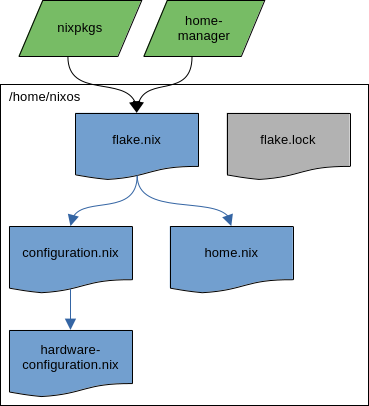 nixpkgs
home-
manager
/home/nixos
flake.nix
flake.lock
configuration.nix
home.nix
hardware-
configuration.nix